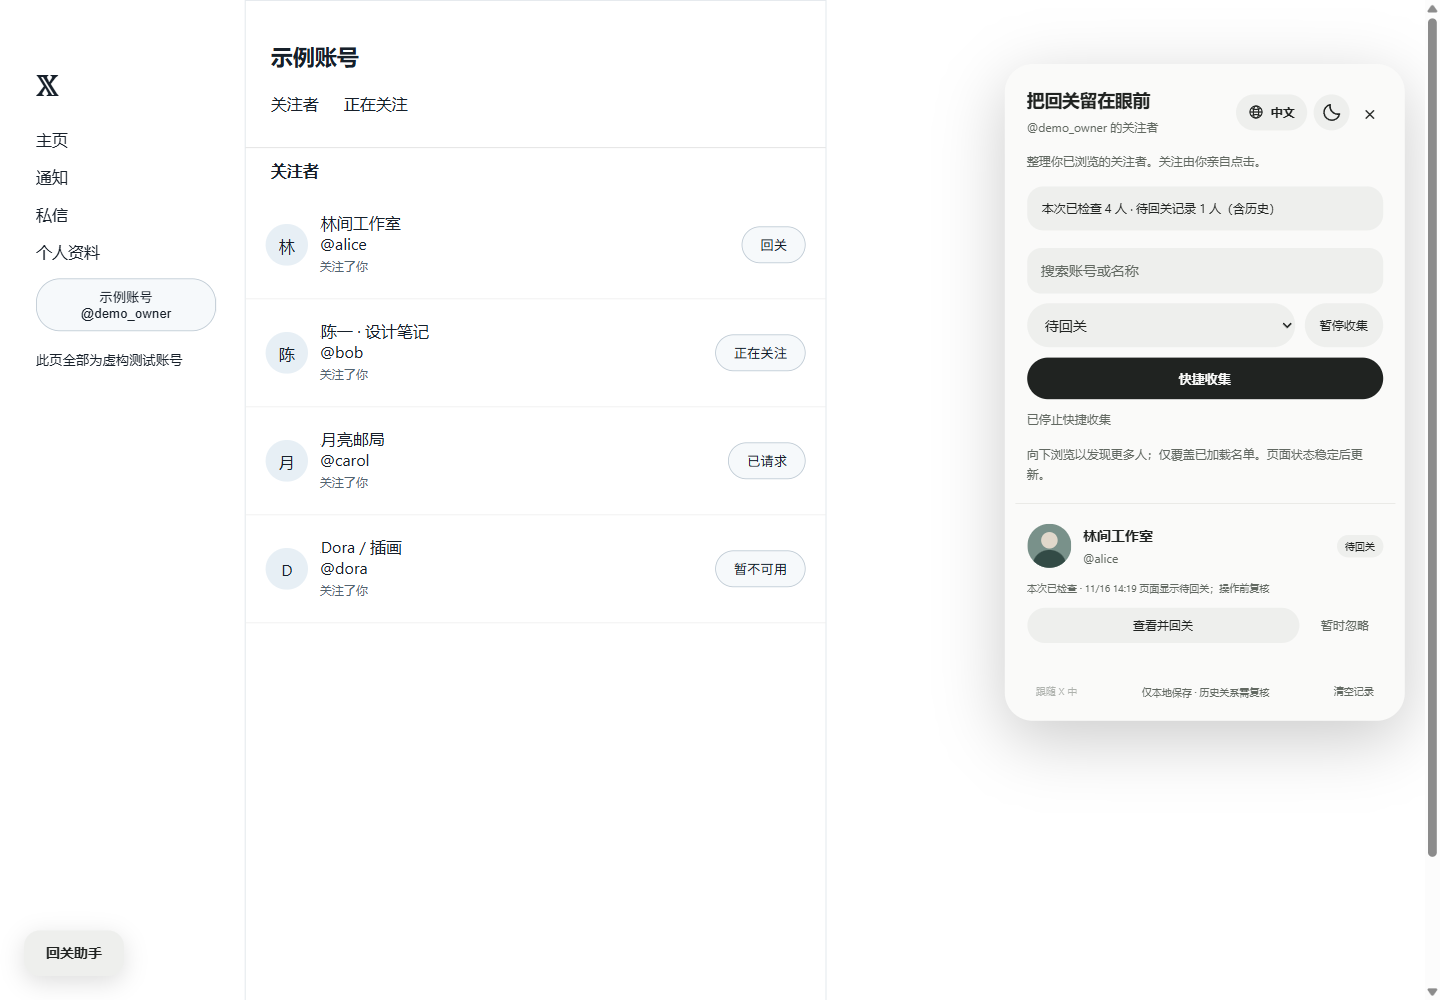 𝕏
主页
通知
私信
个人资料
示例账号
@demo_owner
此页全部为虚构测试账号
回关助手
示例账号
关注者 正在关注
关注者
林
林间工作室
@alice
关注了你
回关
陈
陈一 · 设计笔记
@bob
关注了你
正在关注
月
月亮邮局
@carol
关注了你
已请求
D
Dora / 插画
@dora
关注了你
暂不可用
把回关留在眼前
@demo_owner 的关注者
中文
×
整理你已浏览的关注者。关注由你亲自点击。
本次已检查 4 人 · 待回关记录 1 人（含历史）
搜索账号或名称
待回关
暂停收集
快捷收集
已停止快捷收集
向下浏览以发现更多人；仅覆盖已加载名单。页面状态稳定后更
新。
林间工作室
@alice
待回关
本次已检查 · 11/16 14:19 页面显示待回关；操作前复核
查看并回关
暂时忽略
跟随 X 中
仅本地保存 · 历史关系需复核
清空记录